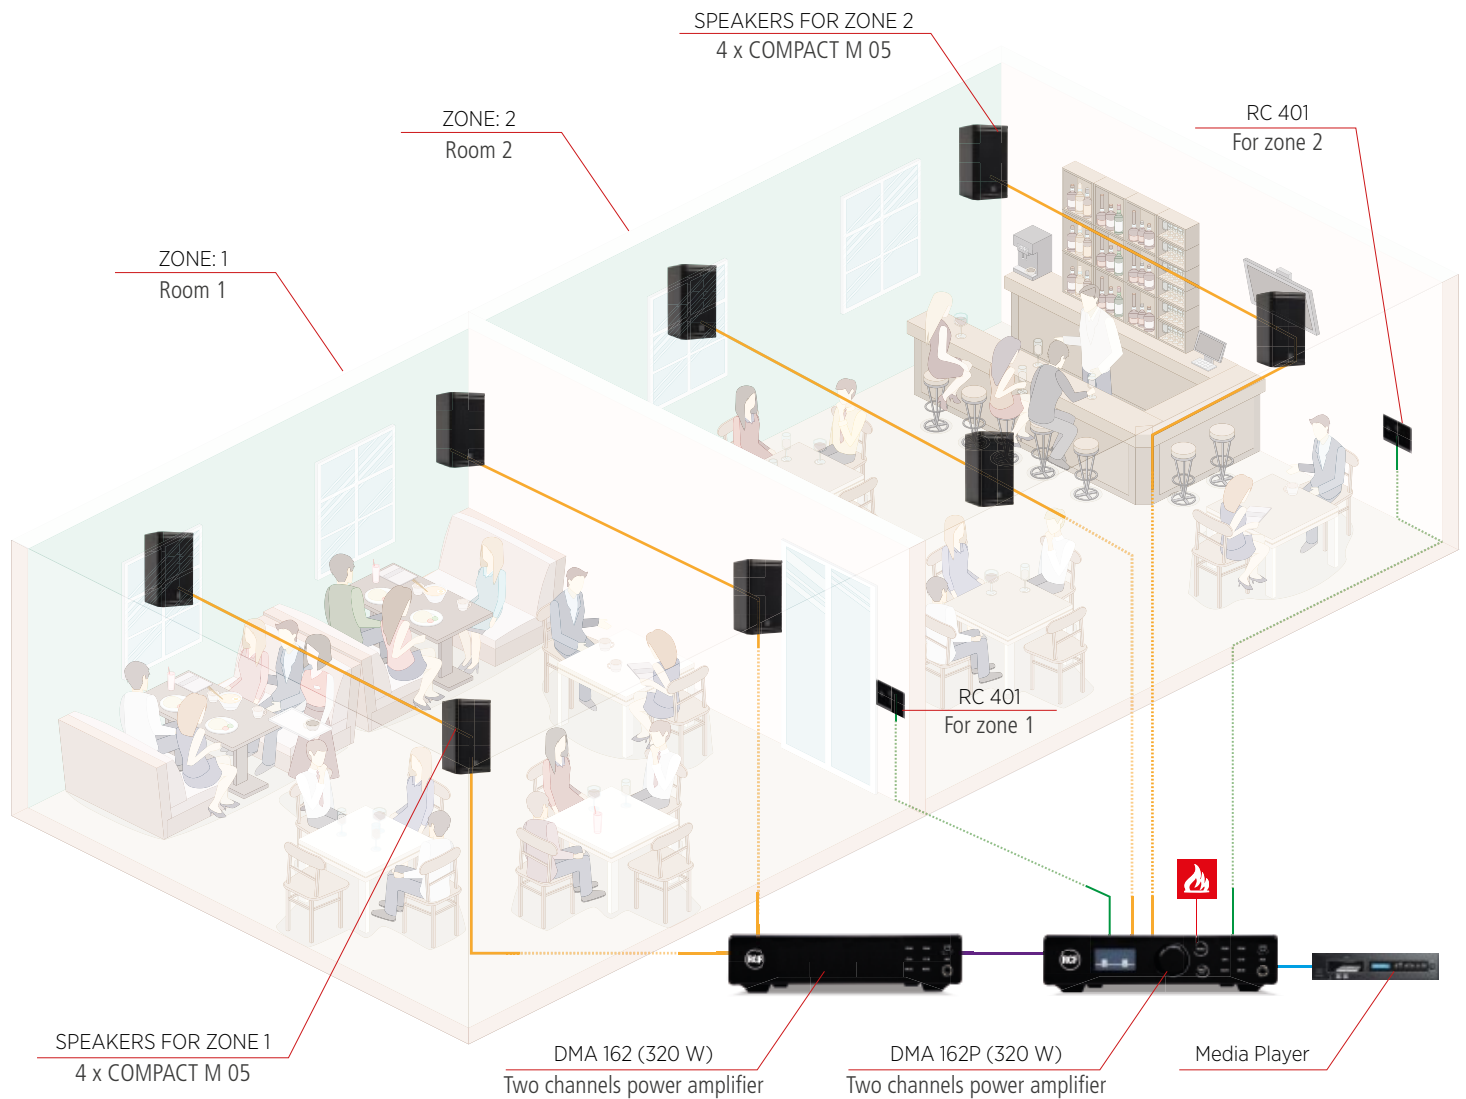 SPEAKERS FOR ZONE 2
4 x COMPACT M 05
ZONE: 2
Room 2
RC 401
For zone 2
ZONE: 1
Room 1
RC 401
For zone 1
RCF
RCF
SPEAKERS FOR ZONE 1
4 x COMPACT M 05
DMA 162 (320 W)
Two channels power amplifier
DMA 162P (320 W)
Two channels power amplifier
Media Player